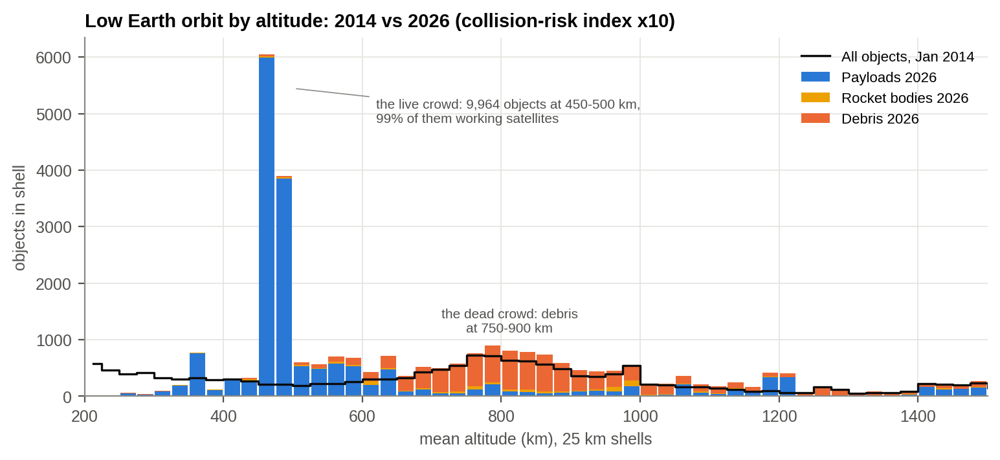 Low Earth orbit by altitude: 2014 vs 2026 (collision-risk index x10)
All objects, Jan 2014
Payloads 2026
Rocket bodies 2026
Debris 2026
the live crowd: 9,964 objects at 450-500 km,
99% of them working satellites
the dead crowd: debris
at 750-900 km
objects in shell
6000
5000
4000
3000
2000
1000
0
200
400
600
800
1000
1200
1400
mean altitude (km), 25 km shells